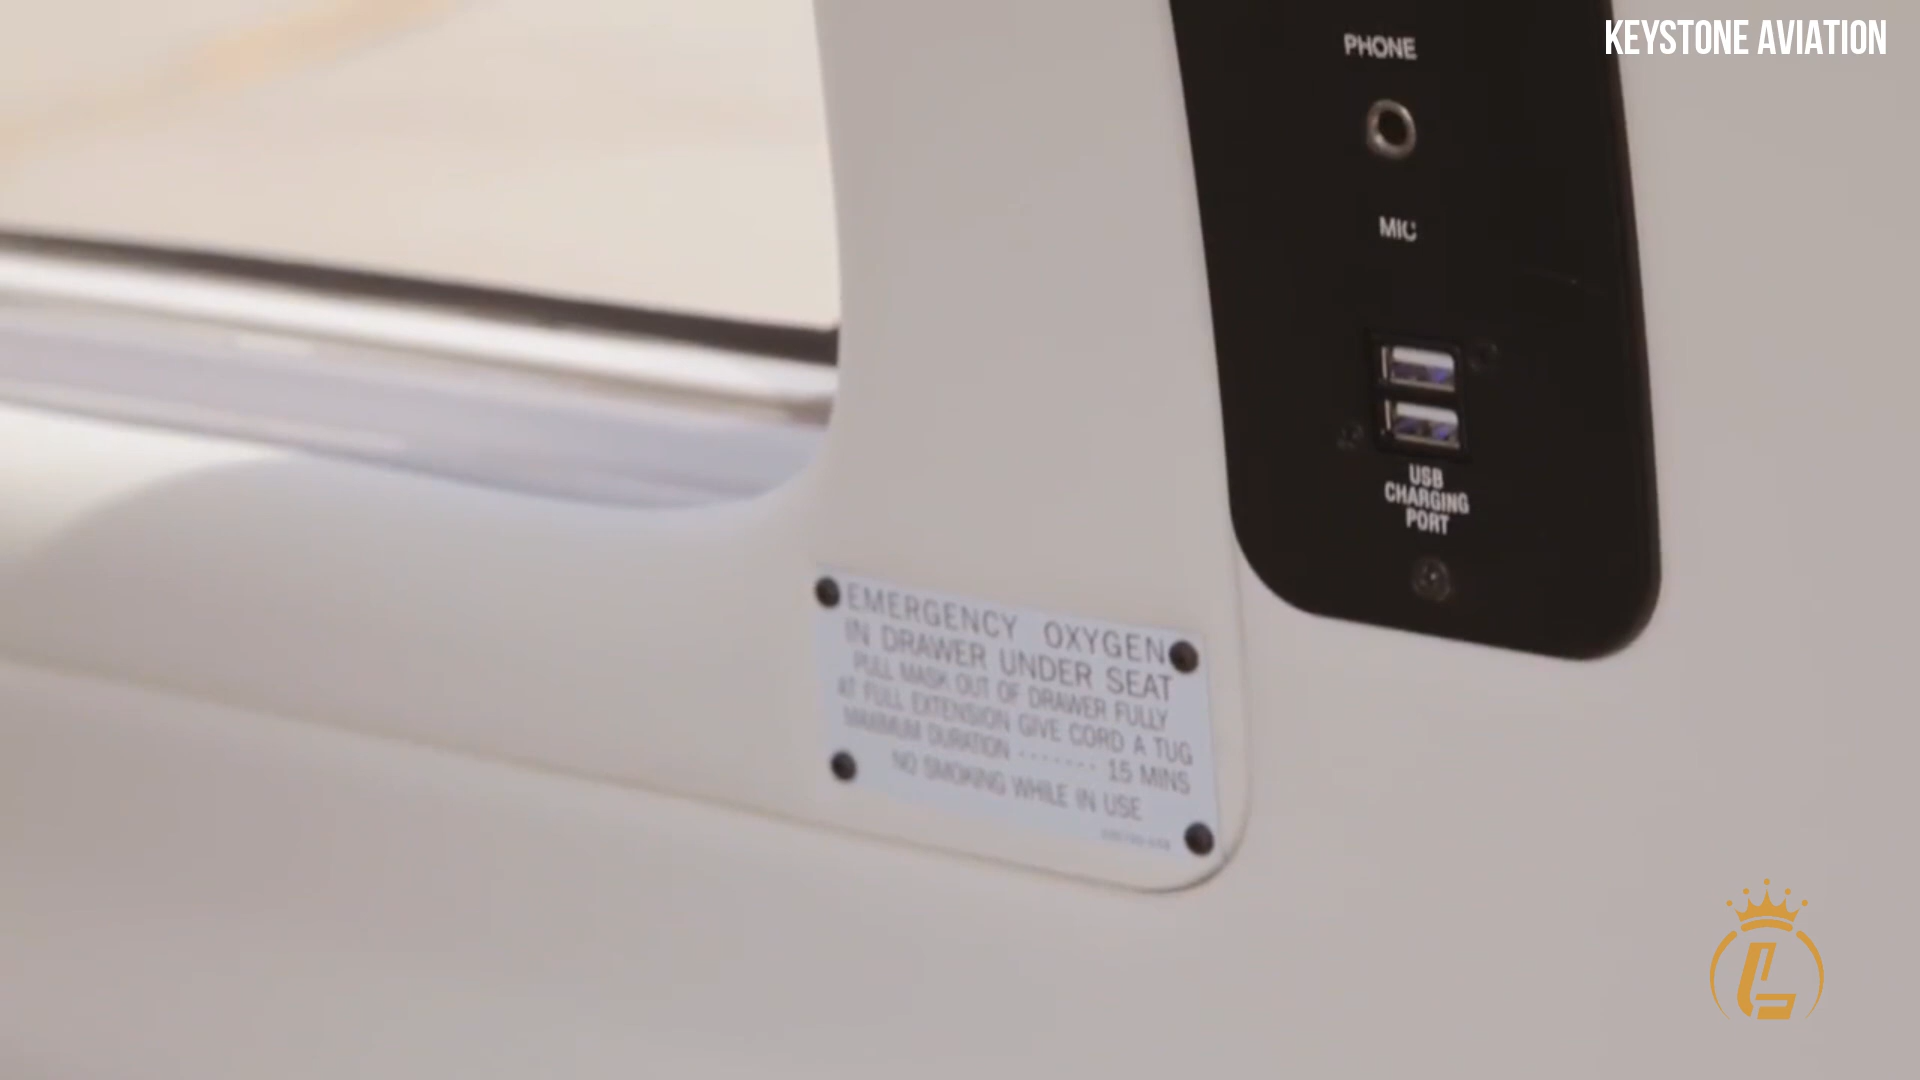 KEYSTONE AVIATION
PHONE
MIC
USB
CHARGING
PORT
EMERGENCY OXYGEN
IN DRAWER UNDER SEAT
PULL MASK OUT OF DRAWER FULLY
AT FULL EXTENSION GIVE CORD A TUG
MAXIMUM DURATION ------- 15 MINS
NO SMOKING WHILE IN USE